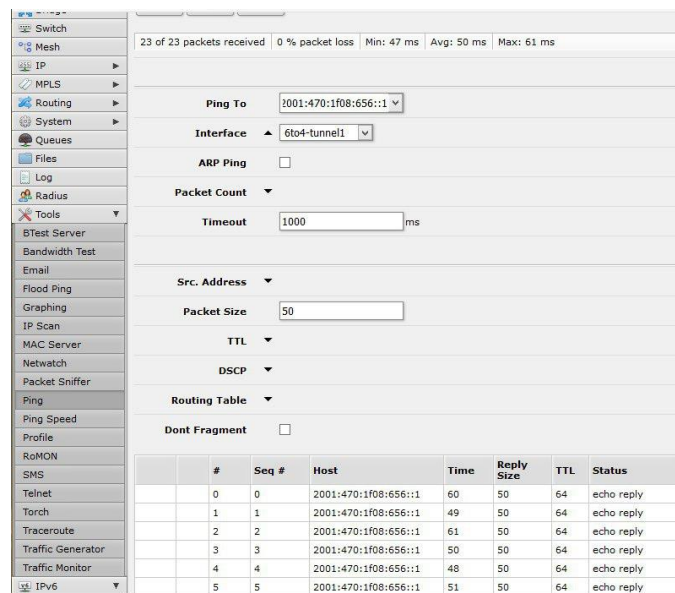 Switch
Mesh
IP
MPLS
Routing
System
Queues
Files
Log
Radius
Tools
BTest Server
Bandwidth Test
Email
Flood Ping
Graphing
IP Scan
MAC Server
Netwatch
Packet Sniffer
Ping
Ping Speed
Profile
RoMON
SMS
Telnet
Torch
Traceroute
Traffic Generator
Traffic Monitor
IPv6
23 of 23 packets received 0 % packet loss Min: 47 ms Avg: 50 ms Max: 61 ms
Ping To 2001:470:1f08:656::1
Interface 6to4-tunnel1
ARP Ping
Packet Count
Timeout 1000 ms
Src. Address
Packet Size 50
TTL
DSCP
Routing Table
Dont Fragment
# Seq # Host Time Reply Size TTL Status
0 0 2001:470:1f08:656::1 60 50 64 echo reply
1 1 2001:470:1f08:656::1 49 50 64 echo reply
2 2 2001:470:1f08:656::1 61 50 64 echo reply
3 3 2001:470:1f08:656::1 50 50 64 echo reply
4 4 2001:470:1f08:656::1 48 50 64 echo reply
5 5 2001:470:1f08:656::1 51 50 64 echo reply